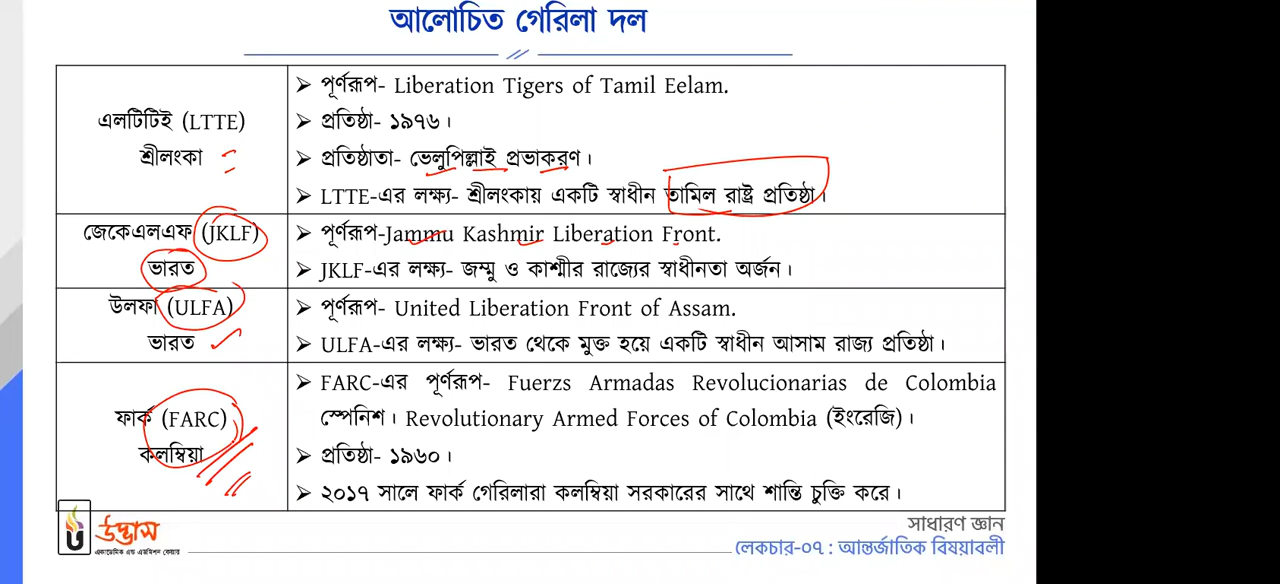 আলোচিত গেরিলা দল
এলটিটিই (LTTE)
শ্রীলংকা
➢ পূর্ণরূপ- Liberation Tigers of Tamil Eelam.
➢ প্রতিষ্ঠা- ১৯৭৬।
➢ প্রতিষ্ঠাতা- ভেলুপিল্লাই প্রভাকরণ।
➢ LTTE-এর লক্ষ্য- শ্রীলংকায় একটি স্বাধীন তামিল রাষ্ট্র প্রতিষ্ঠা।
জেকেএলএফ (JKLF)
ভারত
➢ পূর্ণরূপ-Jammu Kashmir Liberation Front.
➢ JKLF-এর লক্ষ্য- জম্মু ও কাশ্মীর রাজ্যের স্বাধীনতা অর্জন।
উলফা (ULFA)
ভারত
➢ পূর্ণরূপ- United Liberation Front of Assam.
➢ ULFA-এর লক্ষ্য- ভারত থেকে মুক্ত হয়ে একটি স্বাধীন আসাম রাজ্য প্রতিষ্ঠা।
ফার্ক (FARC)
কলম্বিয়া
➢ FARC-এর পূর্ণরূপ- Fuerzs Armadas Revolucionarias de Colombia
স্পেনিশ। Revolutionary Armed Forces of Colombia (ইংরেজি)।
➢ প্রতিষ্ঠা- ১৯৬০।
➢ ২০১৭ সালে ফার্ক গেরিলারা কলম্বিয়া সরকারের সাথে শান্তি চুক্তি করে।
উদ্ভাস
একাডেমিক এন্ড এডমিশন কেয়ার
সাধারণ জ্ঞান
লেকচার-০৭ : আন্তর্জাতিক বিষয়াবলী